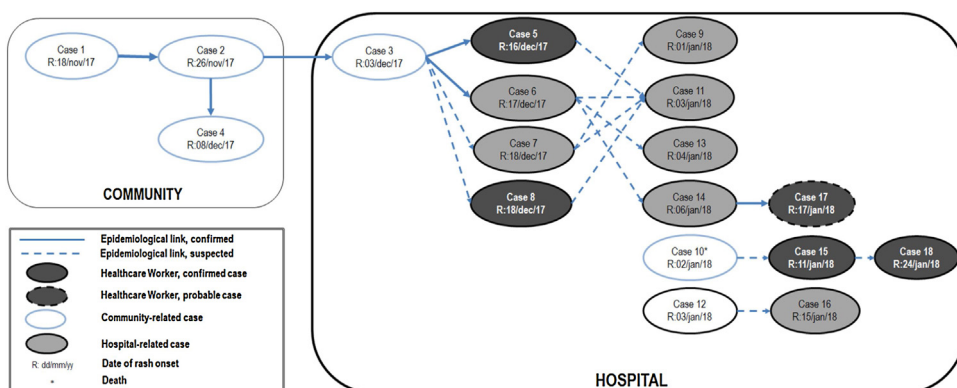 Case 1
R:18/nov/17
Case 2
R:26/nov/17
Case 4
R:08/dec/17
COMMUNITY
Case 3
R:03/dec/17
Case 5
R:16/dec/17
Case 6
R:17/dec/17
Case 7
R:18/dec/17
Case 8
R:18/dec/17
Case 9
R:01/jan/18
Case 11
R:03/jan/18
Case 13
R:04/jan/18
Case 14
R:06/jan/18
Case 17
R:17/jan/18
Case 10*
R:02/jan/18
Case 15
R:11/jan/18
Case 18
R:24/jan/18
Case 12
R:03/jan/18
Case 16
R:15/jan/18
HOSPITAL
Epidemiological link, confirmed
Epidemiological link, suspected
Healthcare Worker, confirmed case
Healthcare Worker, probable case
Community-related case
Hospital-related case
R: dd/mm/yy Date of rash onset
* Death